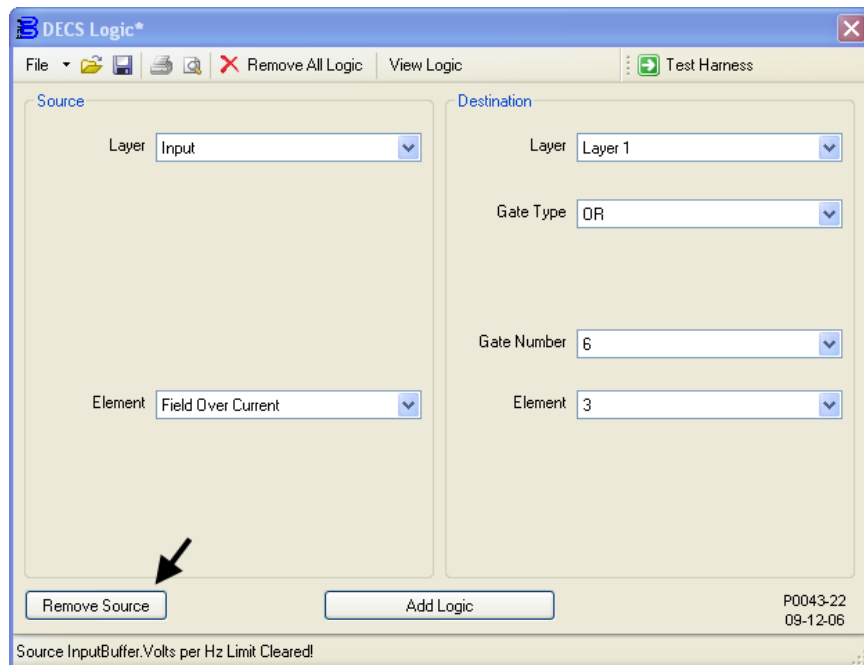 DECS Logic*
File Remove All Logic View Logic Test Harness
Source
Layer Input
Element Field Over Current
Destination
Layer Layer 1
Gate Type OR
Gate Number 6
Element 3
Remove Source
Add Logic
P0043-22
09-12-06
Source InputBuffer.Volts per Hz Limit Cleared!